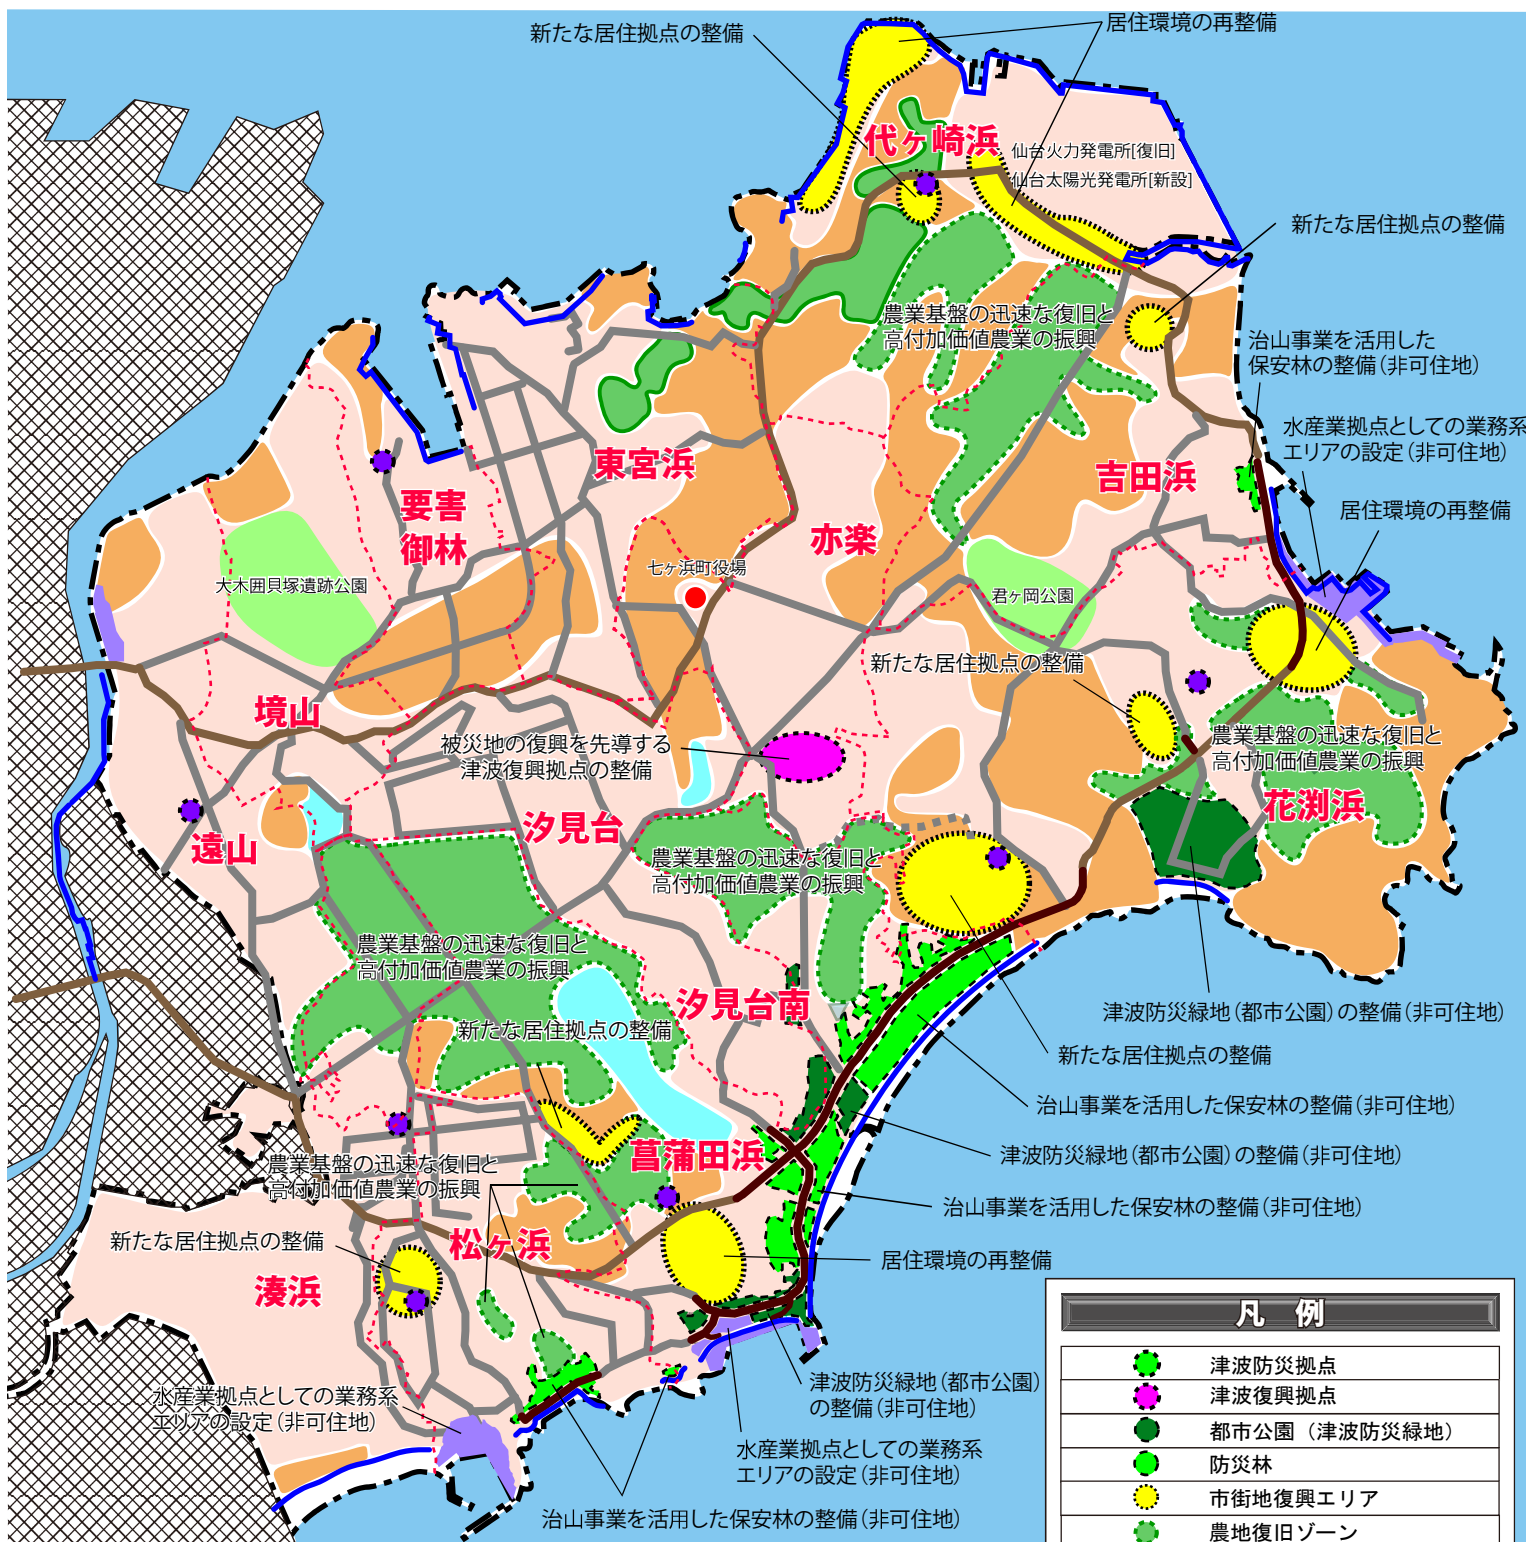 新たな居住拠点の整備
居住環境の再整備
代ヶ崎浜
仙台火力発電所[復旧]
仙台太陽光発電所[新設]
新たな居住拠点の整備
農業基盤の迅速な復旧と
高付加価値農業の振興
治山事業を活用した
保安林の整備(非可住地)
水産業拠点としての業務系
エリアの設定(非可住地)
居住環境の再整備
東宮浜
吉田浜
要害
御林
亦楽
七ヶ浜町役場
大木囲貝塚遺跡公園
君ヶ岡公園
新たな居住拠点の整備
境山
被災地の復興を先導する
津波復興拠点の整備
農業基盤の迅速な復旧と
高付加価値農業の振興
花渕浜
汐見台
遠山
農業基盤の迅速な復旧と
高付加価値農業の振興
農業基盤の迅速な復旧と
高付加価値農業の振興
汐見台南
新たな居住拠点の整備
津波防災緑地(都市公園)の整備(非可住地)
新たな居住拠点の整備
治山事業を活用した保安林の整備(非可住地)
津波防災緑地(都市公園)の整備(非可住地)
菖蒲田浜
農業基盤の迅速な復旧と
高付加価値農業の振興
治山事業を活用した保安林の整備(非可住地)
新たな居住拠点の整備
松ヶ浜
居住環境の再整備
湊浜
津波防災緑地(都市公園)
の整備(非可住地)
水産業拠点としての業務系
エリアの設定(非可住地)
水産業拠点としての業務系
エリアの設定(非可住地)
治山事業を活用した保安林の整備(非可住地)
凡例
津波防災拠点
津波復興拠点
都市公園(津波防災緑地)
防災林
市街地復興エリア
農地復旧ゾーン